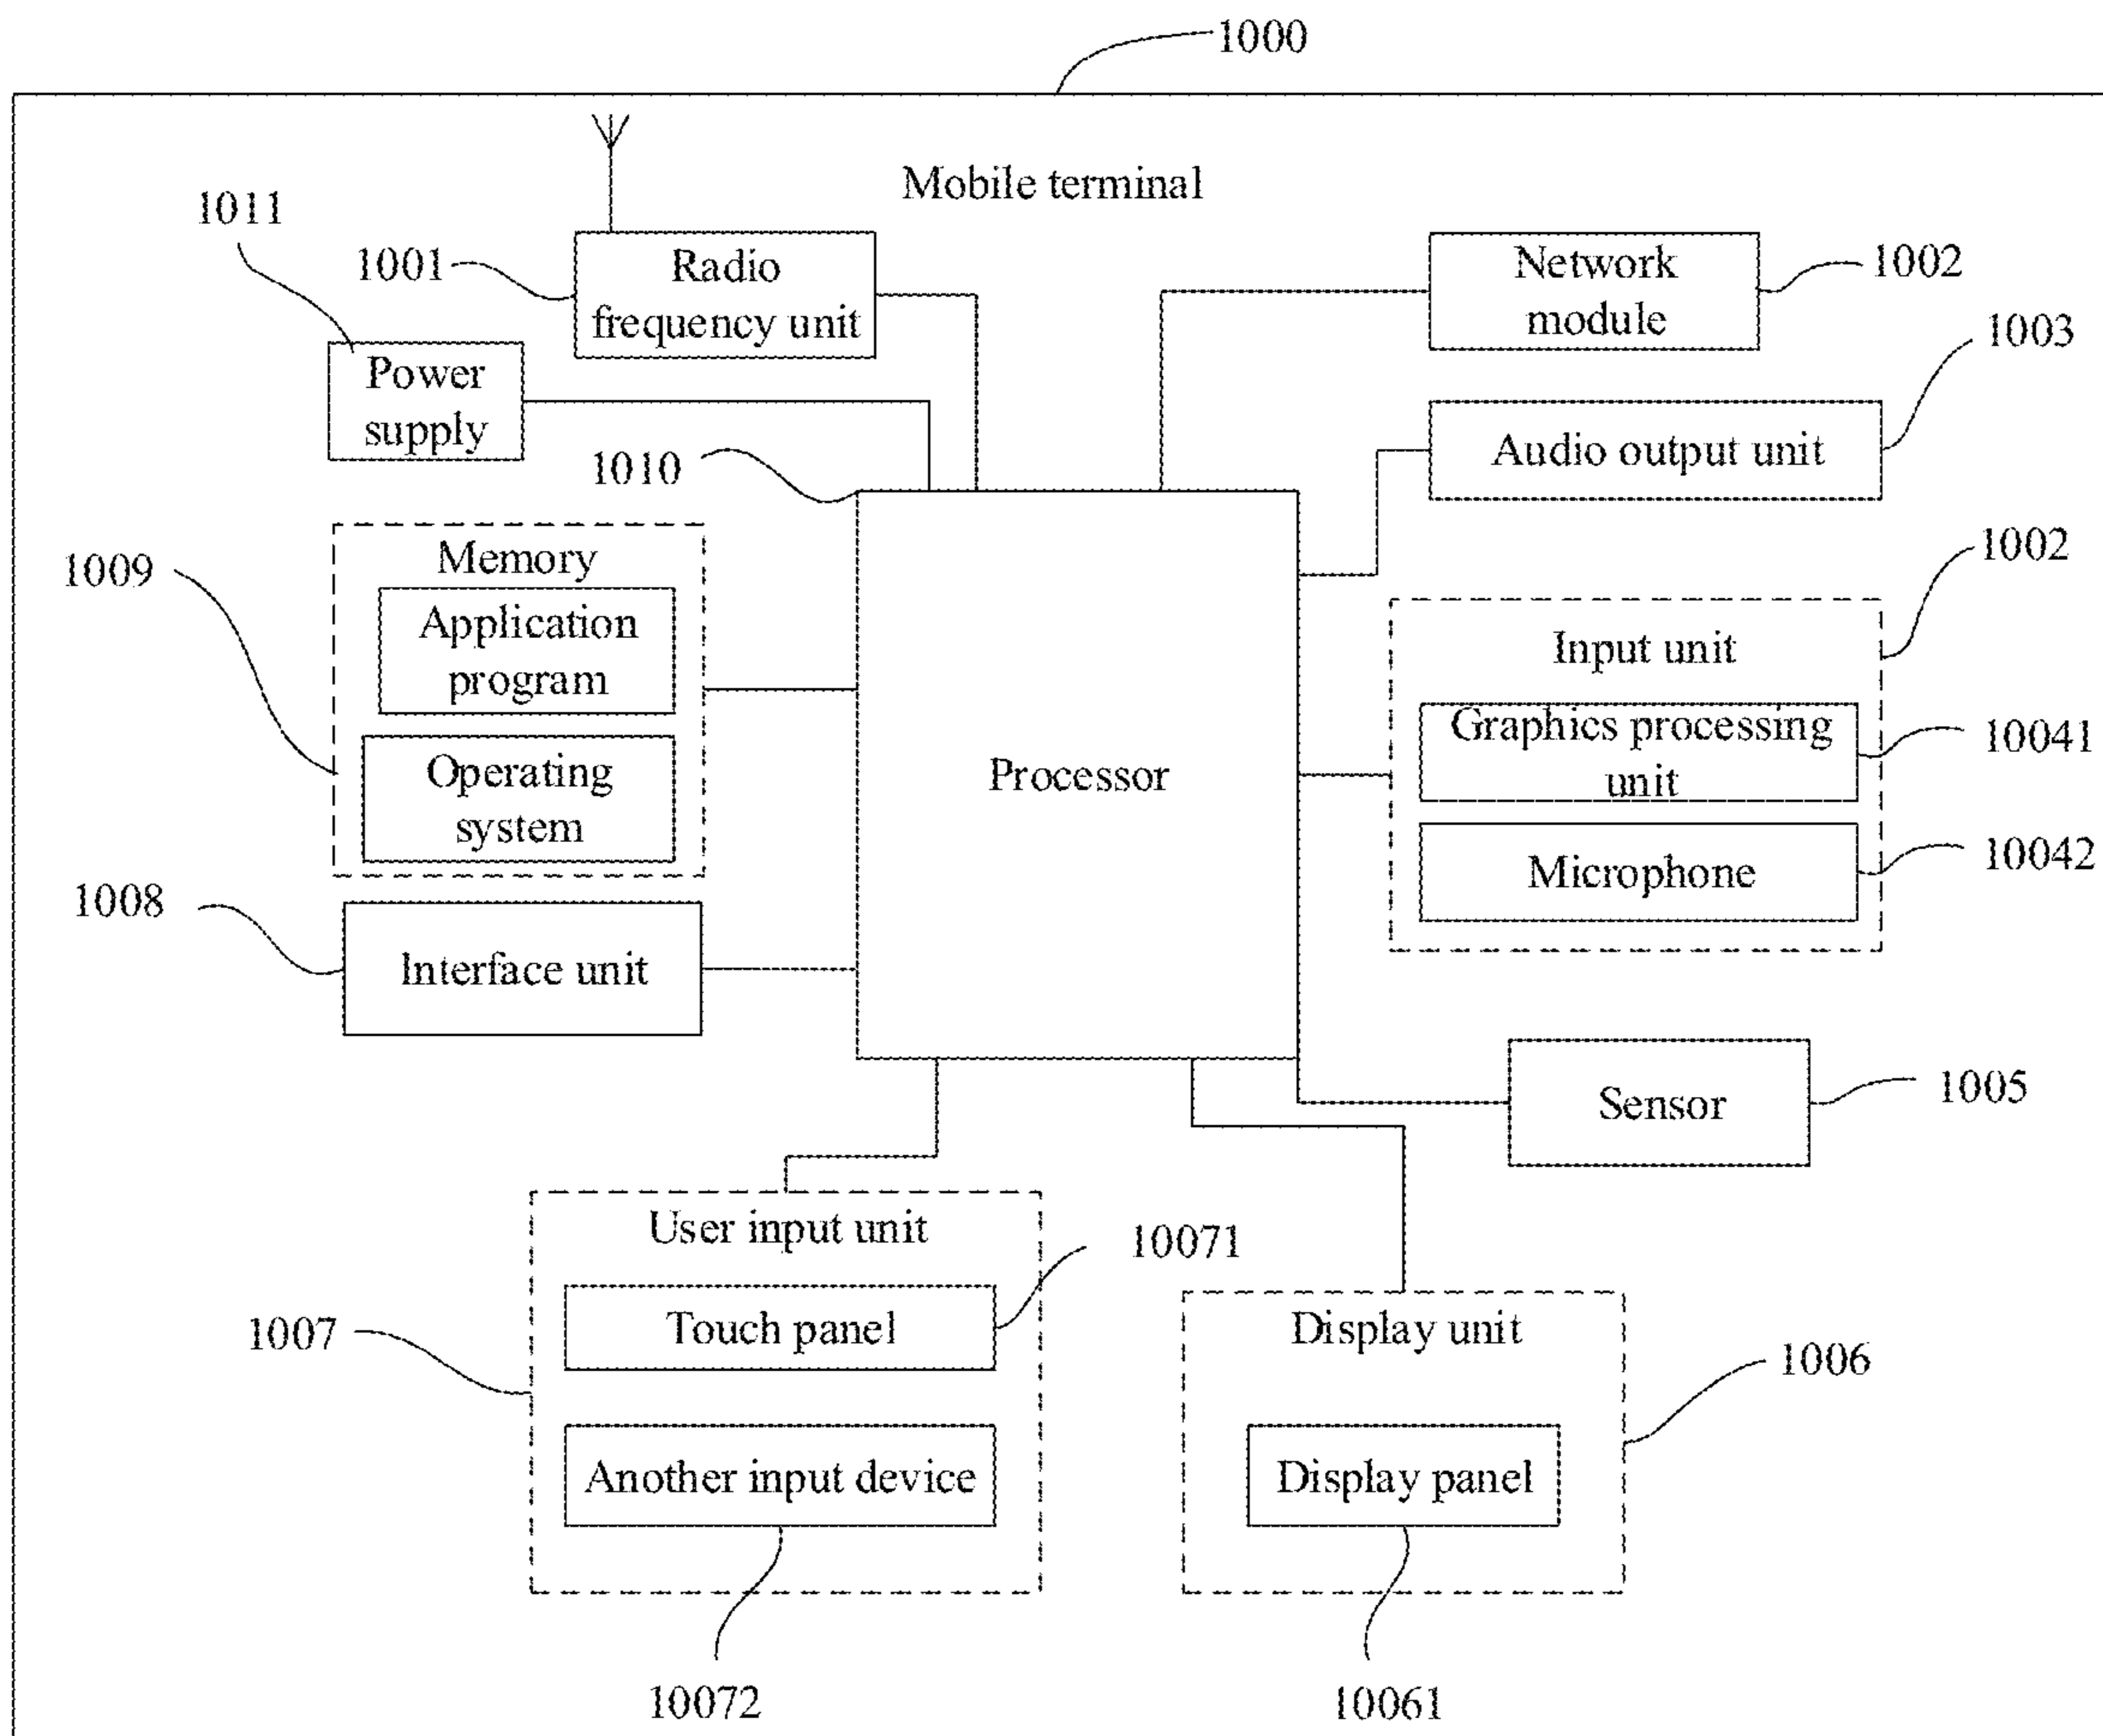 1000
Mobile terminal
1011
1001
Radio
frequency unit
Network
module
1002
Power
supply
1003
Audio output unit
1010
Memory
1009
Application
program
Operating
system
1002
Input unit
Graphics processing
unit
10041
Microphone
10042
Processor
1008
Interface unit
Sensor
1005
User input unit
10071
Touch panel
1007
Another input device
10072
Display unit
1006
Display panel
10061